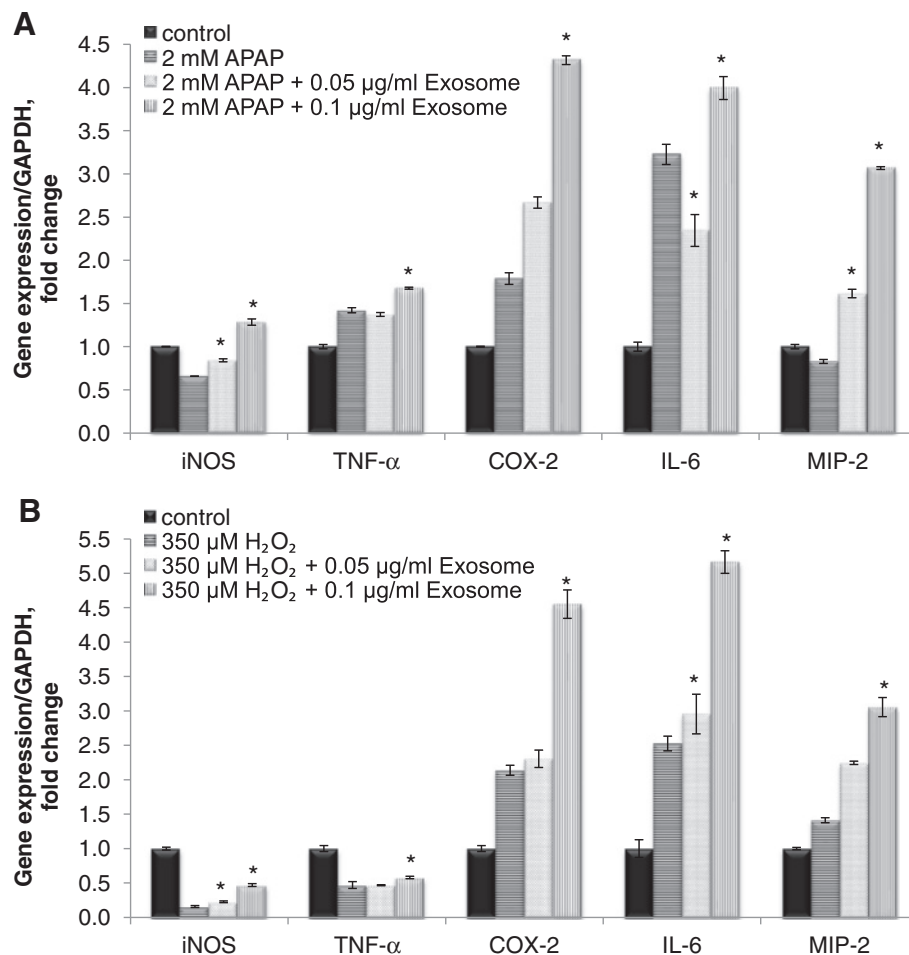 A
control
2 mM APAP
2 mM APAP + 0.05 µg/ml Exosome
2 mM APAP + 0.1 µg/ml Exosome
Gene expression/GAPDH,
fold change
4.5
4.0
3.5
3.0
2.5
2.0
1.5
1.0
0.5
0.0
* * * * * * * *
iNOS TNF-α COX-2 IL-6 MIP-2
B
control
350 µM H₂O₂
350 µM H₂O₂ + 0.05 µg/ml Exosome
350 µM H₂O₂ + 0.1 µg/ml Exosome
Gene expression/GAPDH,
fold change
5.5
5.0
4.5
4.0
3.5
3.0
2.5
2.0
1.5
1.0
0.5
0.0
* * * * * * *
iNOS TNF-α COX-2 IL-6 MIP-2